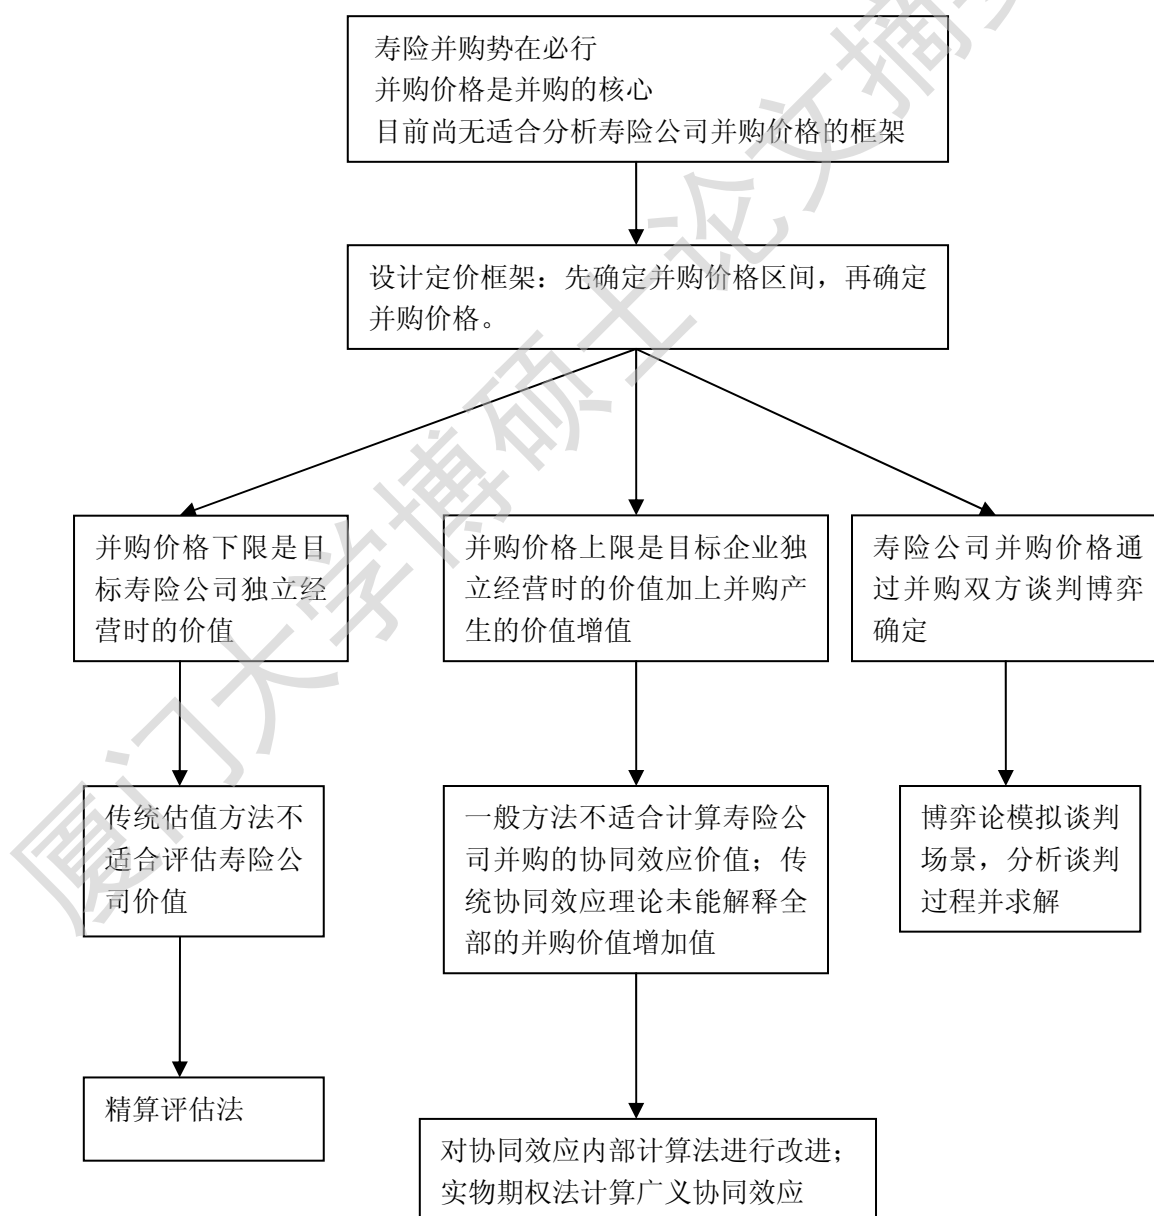 寿险并购势在必行
并购价格是并购的核心
目前尚无适合分析寿险公司并购价格的框架
设计定价框架：先确定并购价格区间，再确定
并购价格。
并购价格下限是目
标寿险公司独立经
营时的价值
并购价格上限是目标企业独
立经营时的价值加上并购产
生的价值增值
寿险公司并购价格通
过并购双方谈判博弈
确定
传统估值方法不
适合评估寿险公
司价值
一般方法不适合计算寿险公
司并购的协同效应价值；传
统协同效应理论未能解释全
部的并购价值增加值
博弈论模拟谈判
场景，分析谈判
过程并求解
精算评估法
对协同效应内部计算法进行改进；
实物期权法计算广义协同效应
厦门大学博硕士论文摘